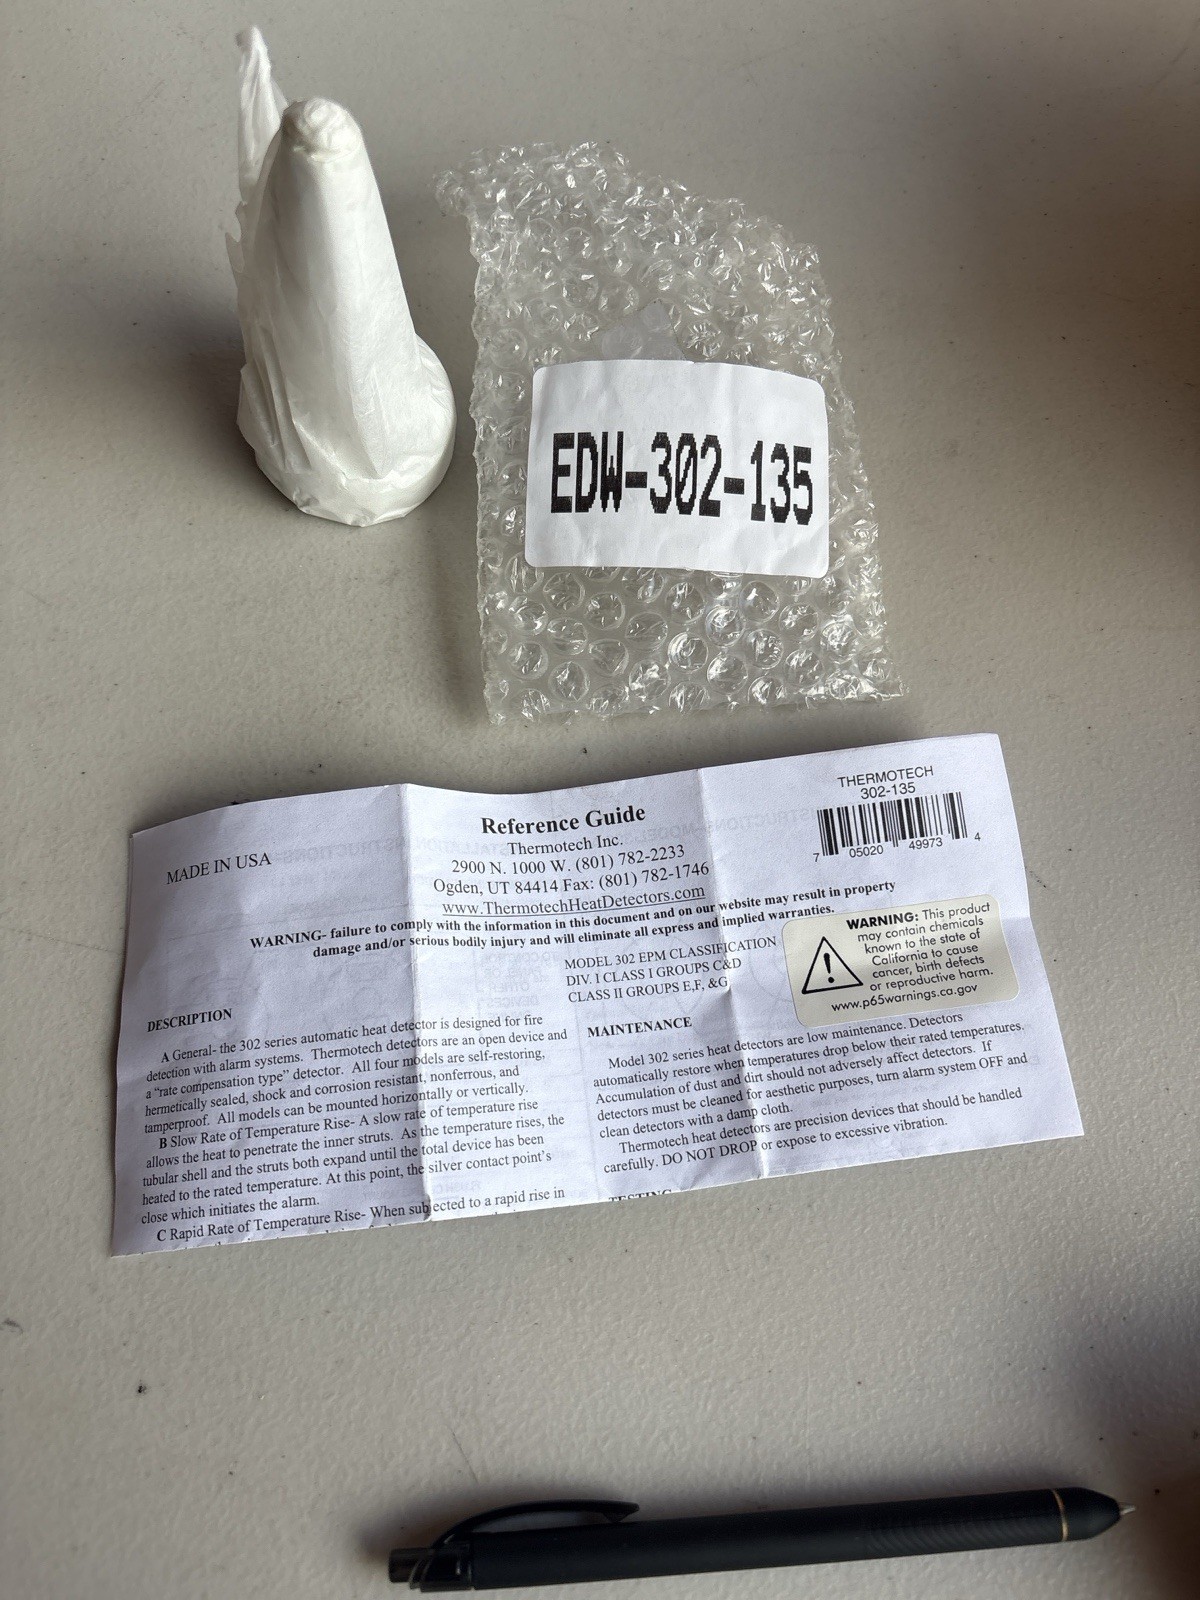 EDW-302-135
MADE IN USA
Reference Guide
Thermotech Inc.
2900 N. 1000 W. (801) 782-2233
Ogden, UT 84414 Fax: (801) 782-1746
www.ThermotechHeatDetectors.com
THERMOTECH
302-135
7 05020 49973 4
WARNING- failure to comply with the information in this document and on our website may result in property
damage and/or serious bodily injury and will eliminate all express and implied warranties.
MODEL 302 EPM CLASSIFICATION
DIV. I CLASS I GROUPS C&D
CLASS II GROUPS E,F, &G
WARNING: This product
may contain chemicals
known to the state of
California to cause
cancer, birth defects
or reproductive harm.
www.p65warnings.ca.gov
DESCRIPTION
A General- the 302 series automatic heat detector is designed for fire
detection with alarm systems. Thermotech detectors are an open device and
a “rate compensation type” detector. All four models are self-restoring,
hermetically sealed, shock and corrosion resistant, nonferrous, and
tamperproof. All models can be mounted horizontally or vertically.
B Slow Rate of Temperature Rise- A slow rate of temperature rise
allows the heat to penetrate the inner struts. As the temperature rises, the
tubular shell and the struts both expand until the total device has been
heated to the rated temperature. At this point, the silver contact point's
close which initiates the alarm.
C Rapid Rate of Temperature Rise- When subjected to a rapid rise in
MAINTENANCE
Model 302 series heat detectors are low maintenance. Detectors
automatically restore when temperatures drop below their rated temperatures.
Accumulation of dust and dirt should not adversely affect detectors. If
detectors must be cleaned for aesthetic purposes, turn alarm system OFF and
clean detectors with a damp cloth.
Thermotech heat detectors are precision devices that should be handled
carefully. DO NOT DROP or expose to excessive vibration.
TESTING